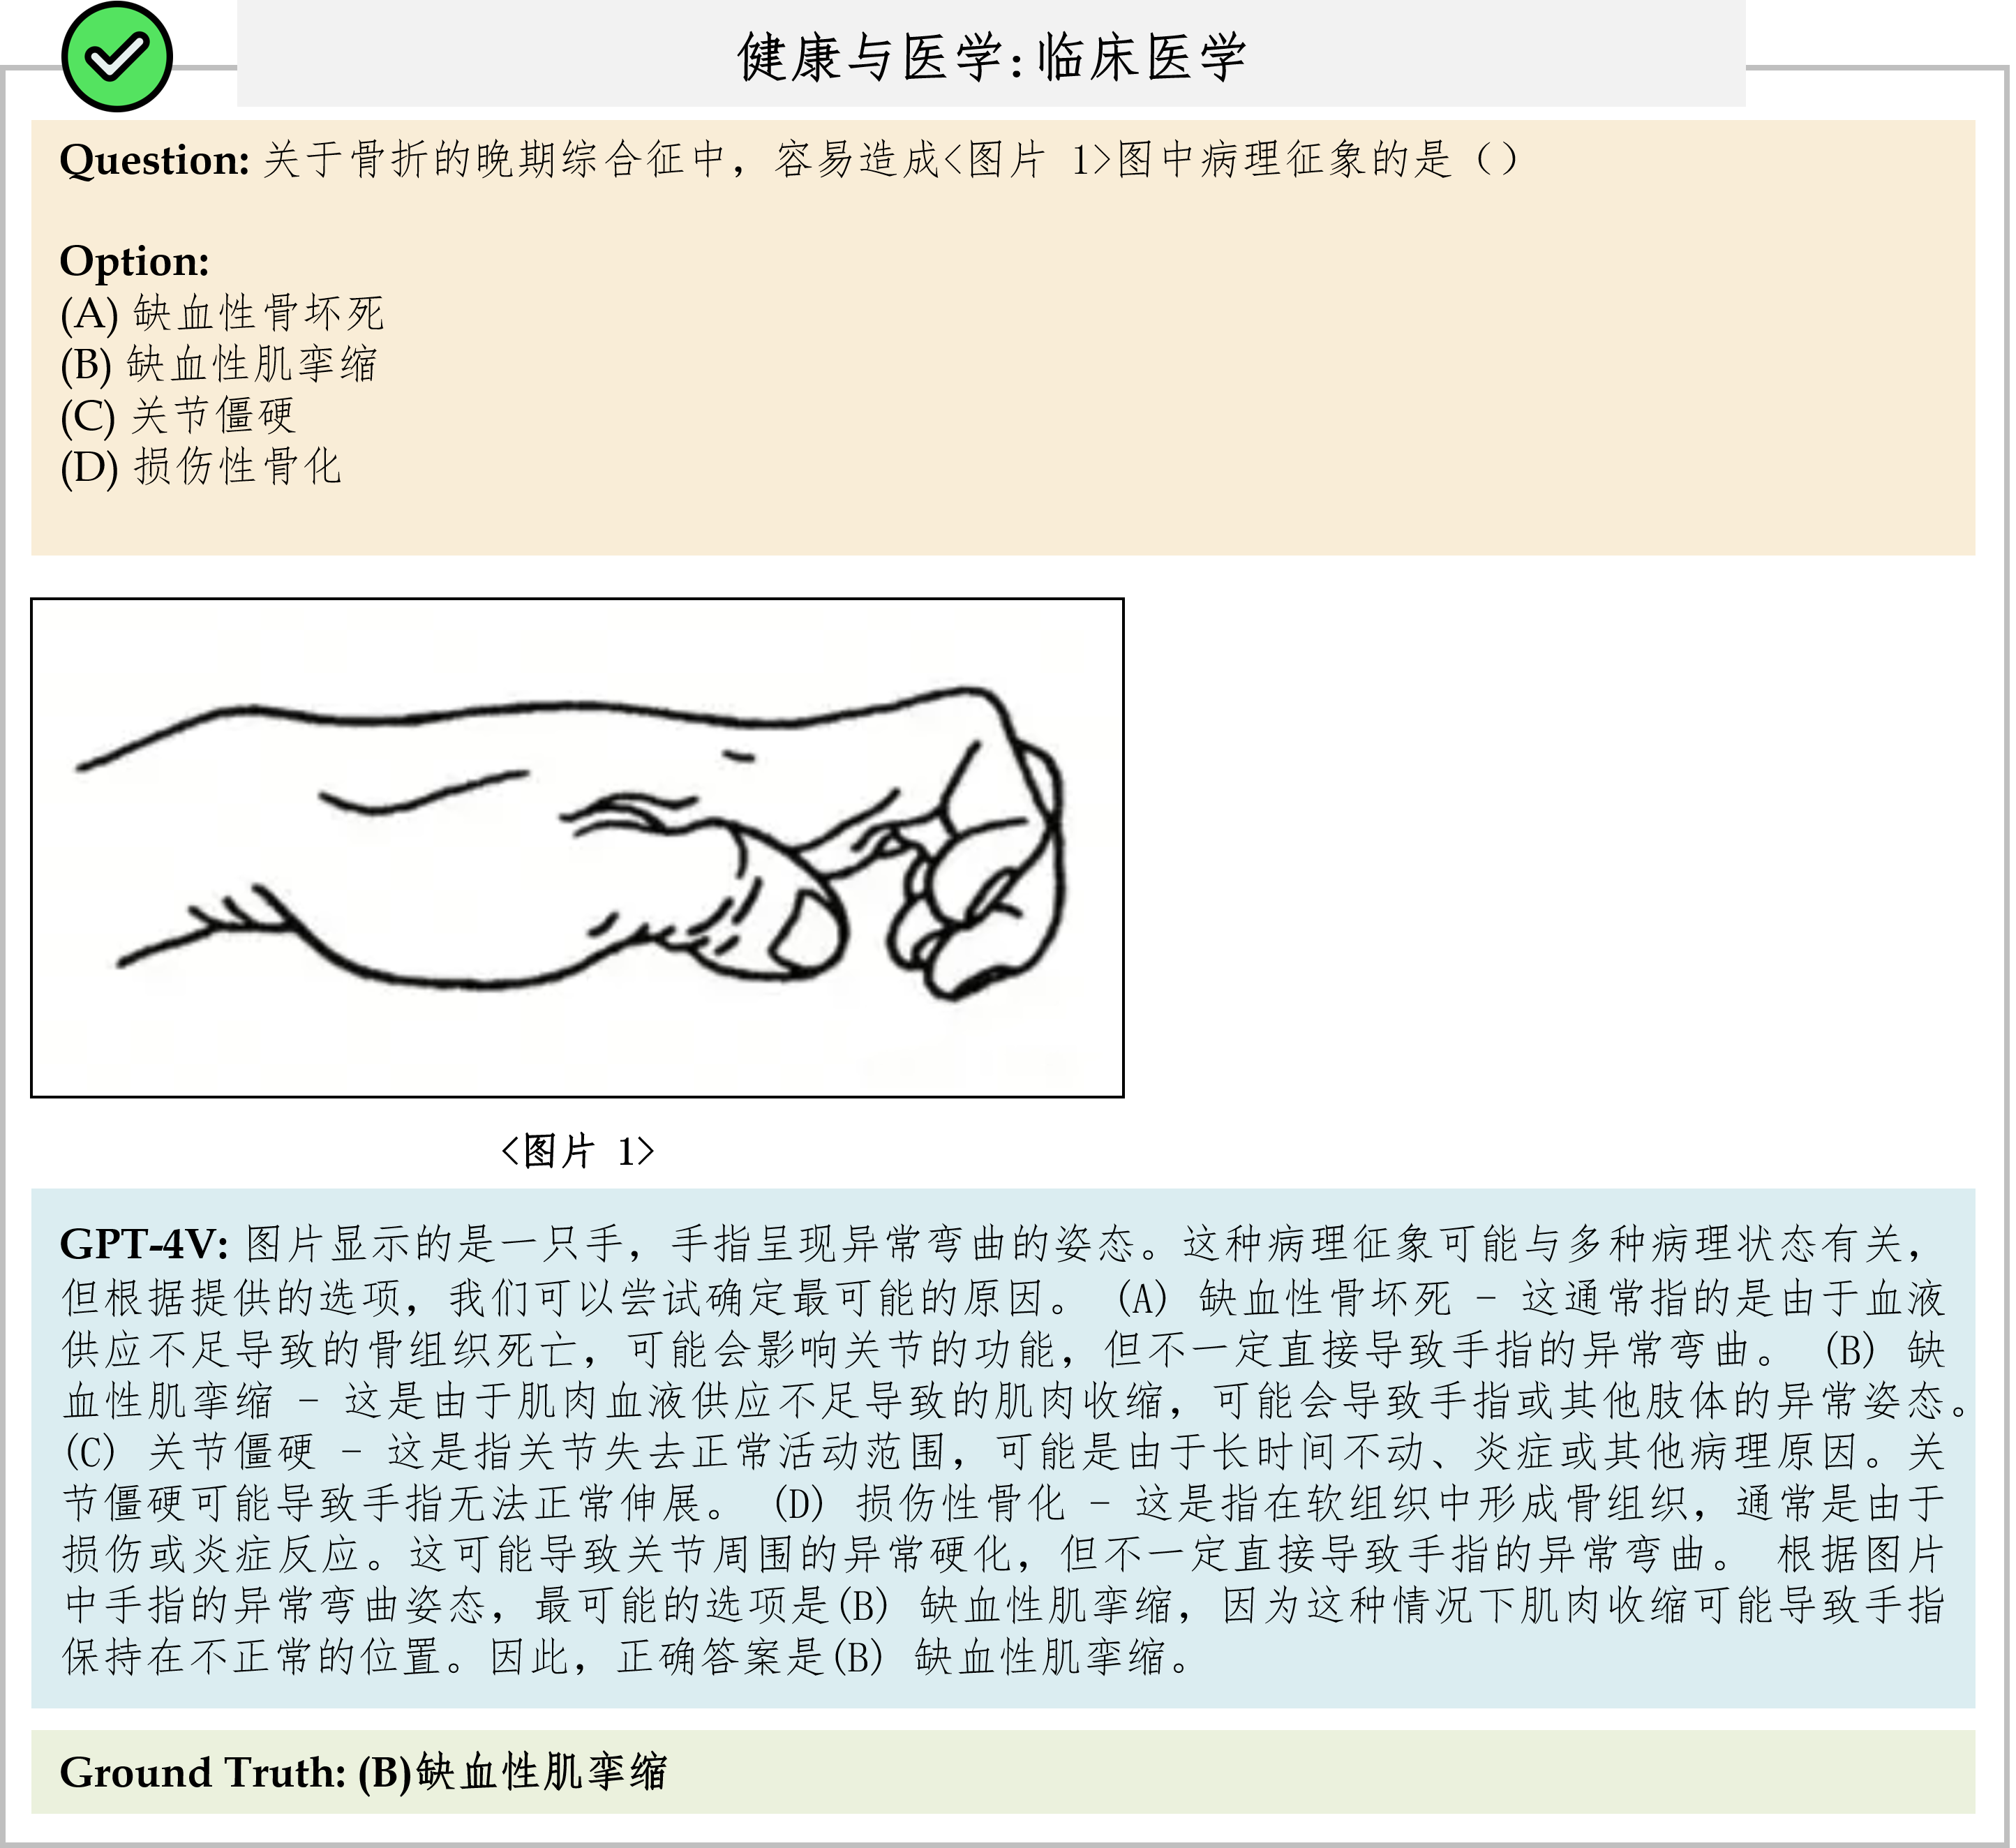 健康与医学:临床医学
Question: 关于骨折的晚期综合征中，容易造成<图片 1>图中病理征象的是（）
Option:
(A) 缺血性骨坏死
(B) 缺血性肌挛缩
(C) 关节僵硬
(D) 损伤性骨化
<图片 1>
GPT-4V: 图片显示的是一只手，手指呈现异常弯曲的姿态。这种病理征象可能与多种病理状态有关，
但根据提供的选项，我们可以尝试确定最可能的原因。 (A) 缺血性骨坏死 - 这通常指的是由于血液
供应不足导致的骨组织死亡，可能会影响关节的功能，但不一定直接导致手指的异常弯曲。 (B) 缺
血性肌挛缩 - 这是由于肌肉血液供应不足导致的肌肉收缩，可能会导致手指或其他肢体的异常姿态。
(C) 关节僵硬 - 这是指关节失去正常活动范围，可能是由于长时间不动、炎症或其他病理原因。关
节僵硬可能导致手指无法正常伸展。 (D) 损伤性骨化 - 这是指在软组织中形成骨组织，通常是由于
损伤或炎症反应。这可能导致关节周围的异常硬化，但不一定直接导致手指的异常弯曲。 根据图片
中手指的异常弯曲姿态，最可能的选项是(B) 缺血性肌挛缩，因为这种情况下肌肉收缩可能导致手指
保持在不正常的位置。因此，正确答案是(B) 缺血性肌挛缩。
Ground Truth: (B)缺血性肌挛缩